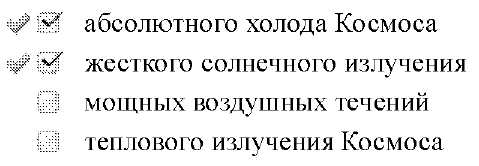 абсолютного холода Космоса
жесткого солнечного излучения
мощных воздушных течений
теплового излучения Космоса